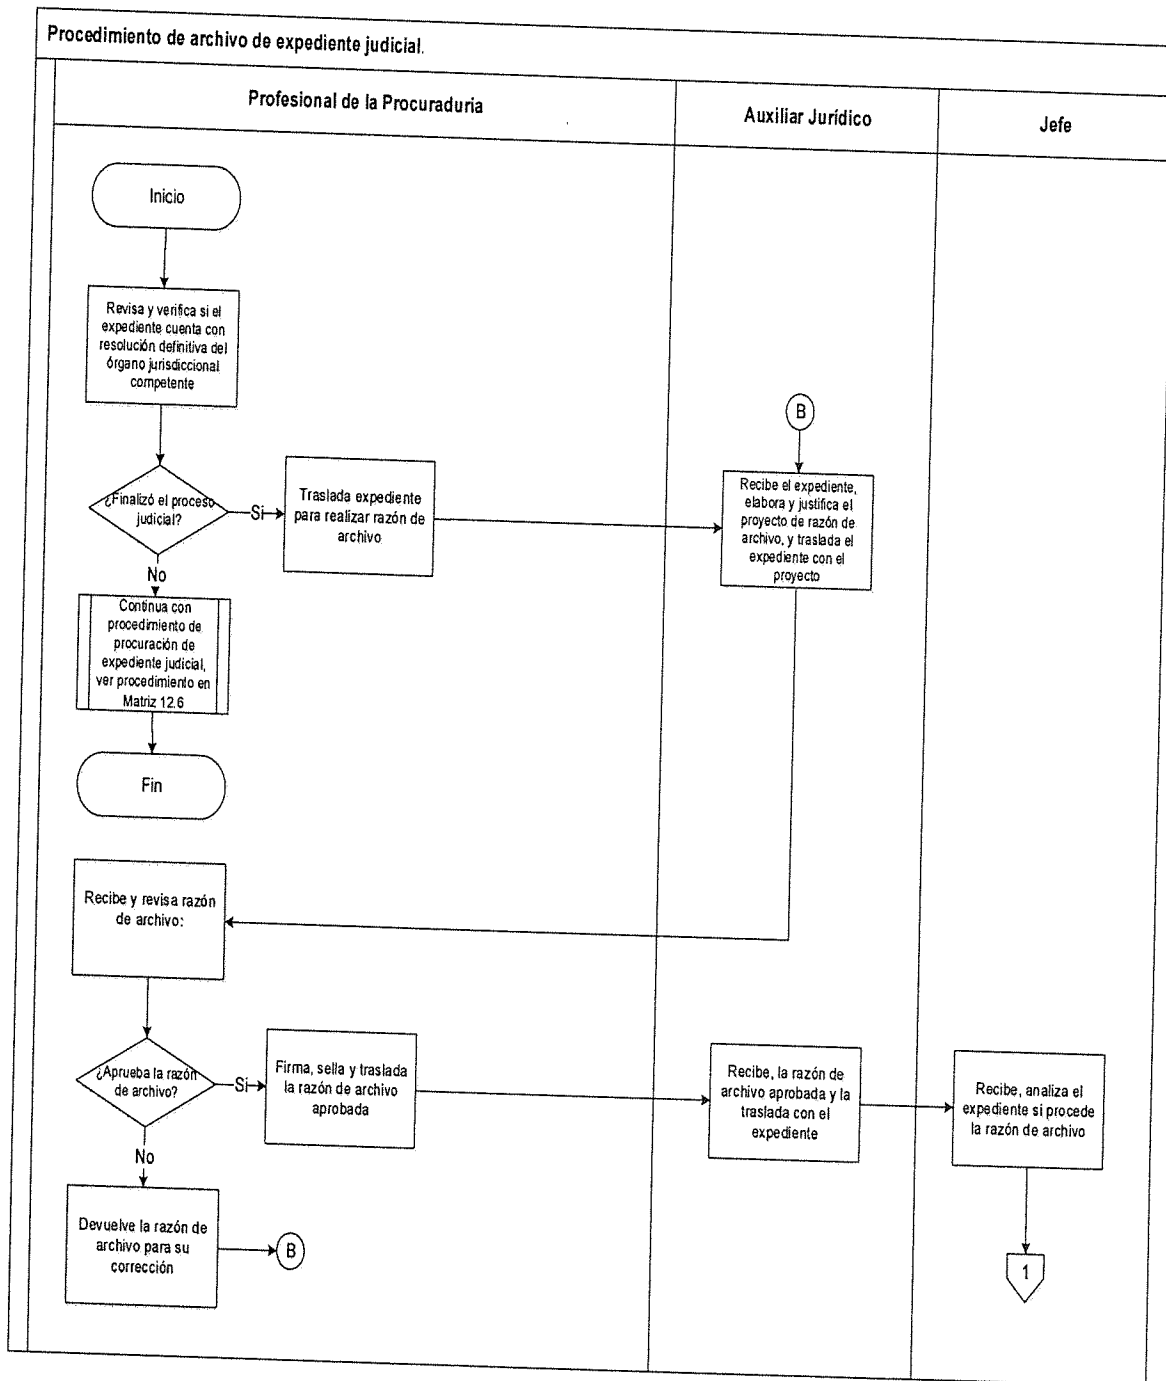 Procedimiento de archivo de expediente judicial.
Profesional de la Procuraduria
Auxiliar Jurídico
Jefe
Inicio
Revisa y verifica si el
expediente cuenta con
resolución definitiva del
órgano jurisdiccional
competente
¿Finalizó el proceso
judicial?
Si
Traslada expediente
para realizar razón de
archivo
B
Recibe el expediente,
elabora y justifica el
proyecto de razón de
archivo, y traslada el
expediente con el
proyecto
No
Continua con
procedimiento de
procuración de
expediente judicial,
ver procedimiento en
Matriz 12.6
Fin
Recibe y revisa razón
de archivo:
¿Aprueba la razón
de archivo?
Si
Firma, sella y traslada
la razón de archivo
aprobada
Recibe, la razón de
archivo aprobada y la
traslada con el
expediente
Recibe, analiza el
expediente si procede
la razón de archivo
No
Devuelve la razón de
archivo para su
corrección
B
1